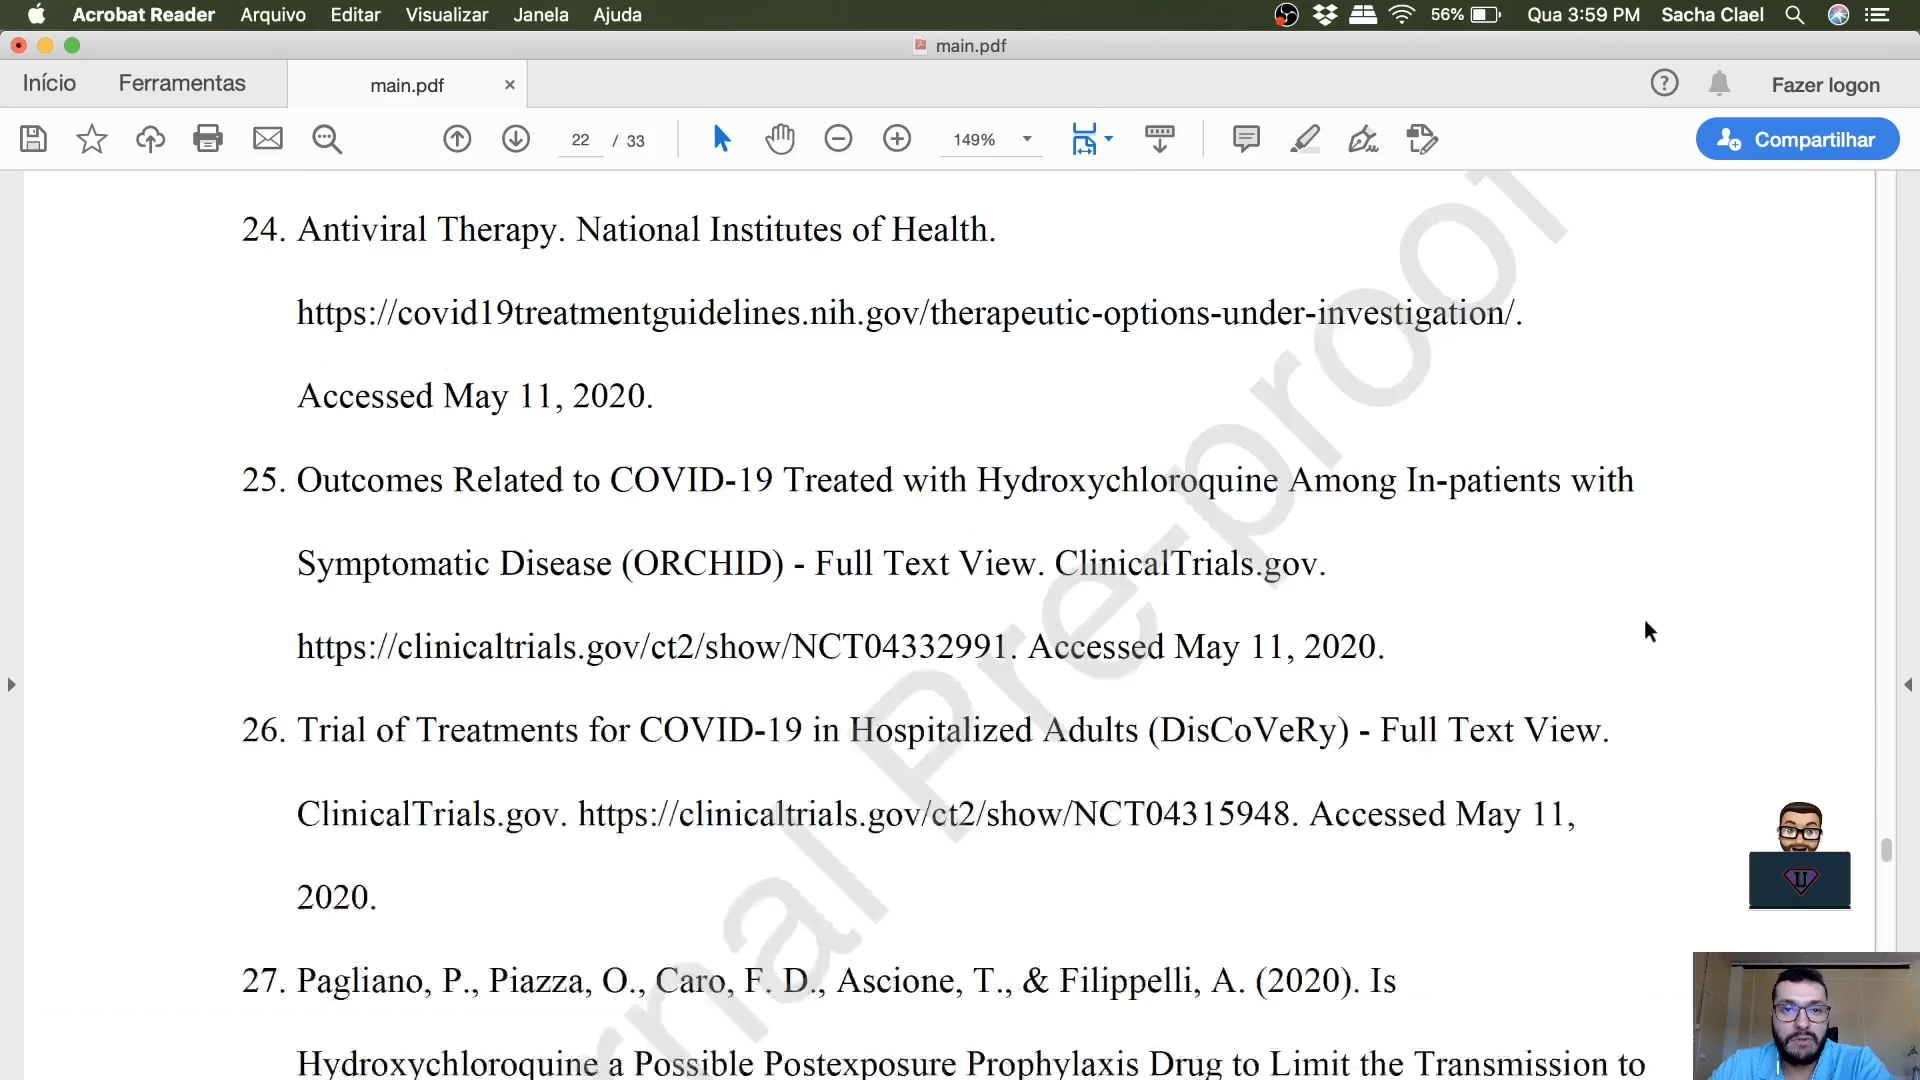 Acrobat Reader Arquivo Editar Visualizar Janela Ajuda 56% Qua 3:59 PM Sacha Clael
main.pdf
Início Ferramentas main.pdf × ? Fazer logon
22 / 33 149% Compartilhar
24. Antiviral Therapy. National Institutes of Health.
https://covid19treatmentguidelines.nih.gov/therapeutic-options-under-investigation/.
Accessed May 11, 2020.
25. Outcomes Related to COVID-19 Treated with Hydroxychloroquine Among In-patients with
Symptomatic Disease (ORCHID) - Full Text View. ClinicalTrials.gov.
https://clinicaltrials.gov/ct2/show/NCT04332991. Accessed May 11, 2020.
26. Trial of Treatments for COVID-19 in Hospitalized Adults (DisCoVeRy) - Full Text View.
ClinicalTrials.gov. https://clinicaltrials.gov/ct2/show/NCT04315948. Accessed May 11,
2020.
27. Pagliano, P., Piazza, O., Caro, F. D., Ascione, T., & Filippelli, A. (2020). Is
Hydroxychloroquine a Possible Postexposure Prophylaxis Drug to Limit the Transmission to
rnal Pre-proof
U